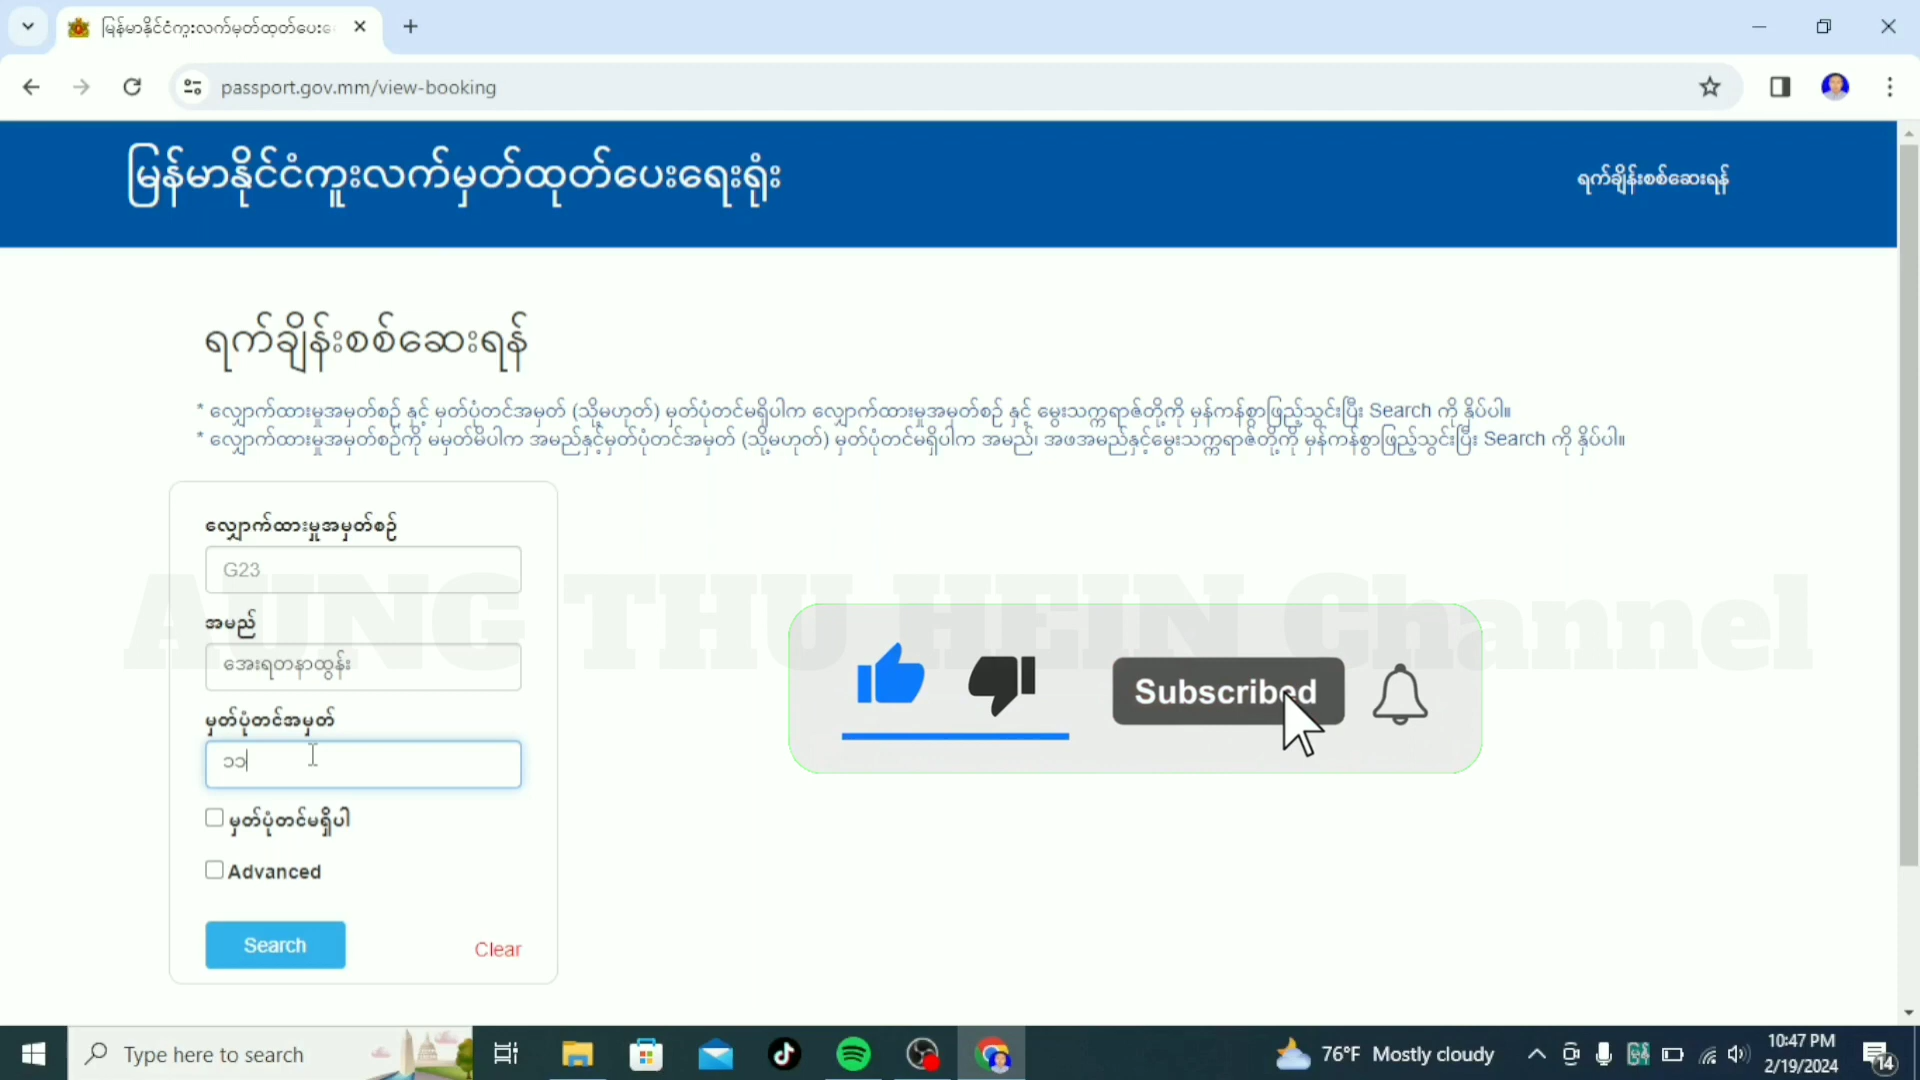 မြန်မာနိုင်ငံကူးလက်မှတ်ထုတ်ပေးရေ
passport.gov.mm/view-booking
မြန်မာနိုင်ငံကူးလက်မှတ်ထုတ်ပေးရေးရုံး
ရက်ချိန်းစစ်ဆေးရန်
ရက်ချိန်းစစ်ဆေးရန်
* လျှောက်ထားမှုအမှတ်စဉ် နှင့် မှတ်ပုံတင်အမှတ် (သို့မဟုတ်) မှတ်ပုံတင်မရှိပါက လျှောက်ထားမှုအမှတ်စဉ် နှင့် မွေးသက္ကရာဇ်တို့ကို မှန်ကန်စွာဖြည့်သွင်းပြီး Search ကို နှိပ်ပါ။
* လျှောက်ထားမှုအမှတ်စဉ်ကို မမှတ်မိပါက အမည်နှင့်မှတ်ပုံတင်အမှတ် (သို့မဟုတ်) မှတ်ပုံတင်မရှိပါက အမည်၊ အဖအမည်နှင့်မွေးသက္ကရာဇ်တို့ကို မှန်ကန်စွာဖြည့်သွင်းပြီး Search ကို နှိပ်ပါ။
လျှောက်ထားမှုအမှတ်စဉ်
G23
AUNG THU HEIN Channel
အမည်
အေးရတနာထွန်း
Subscribed
မှတ်ပုံတင်အမှတ်
၁၁
မှတ်ပုံတင်မရှိပါ
Advanced
Search
Clear
Type here to search
76°F Mostly cloudy
10:47 PM
2/19/2024
14